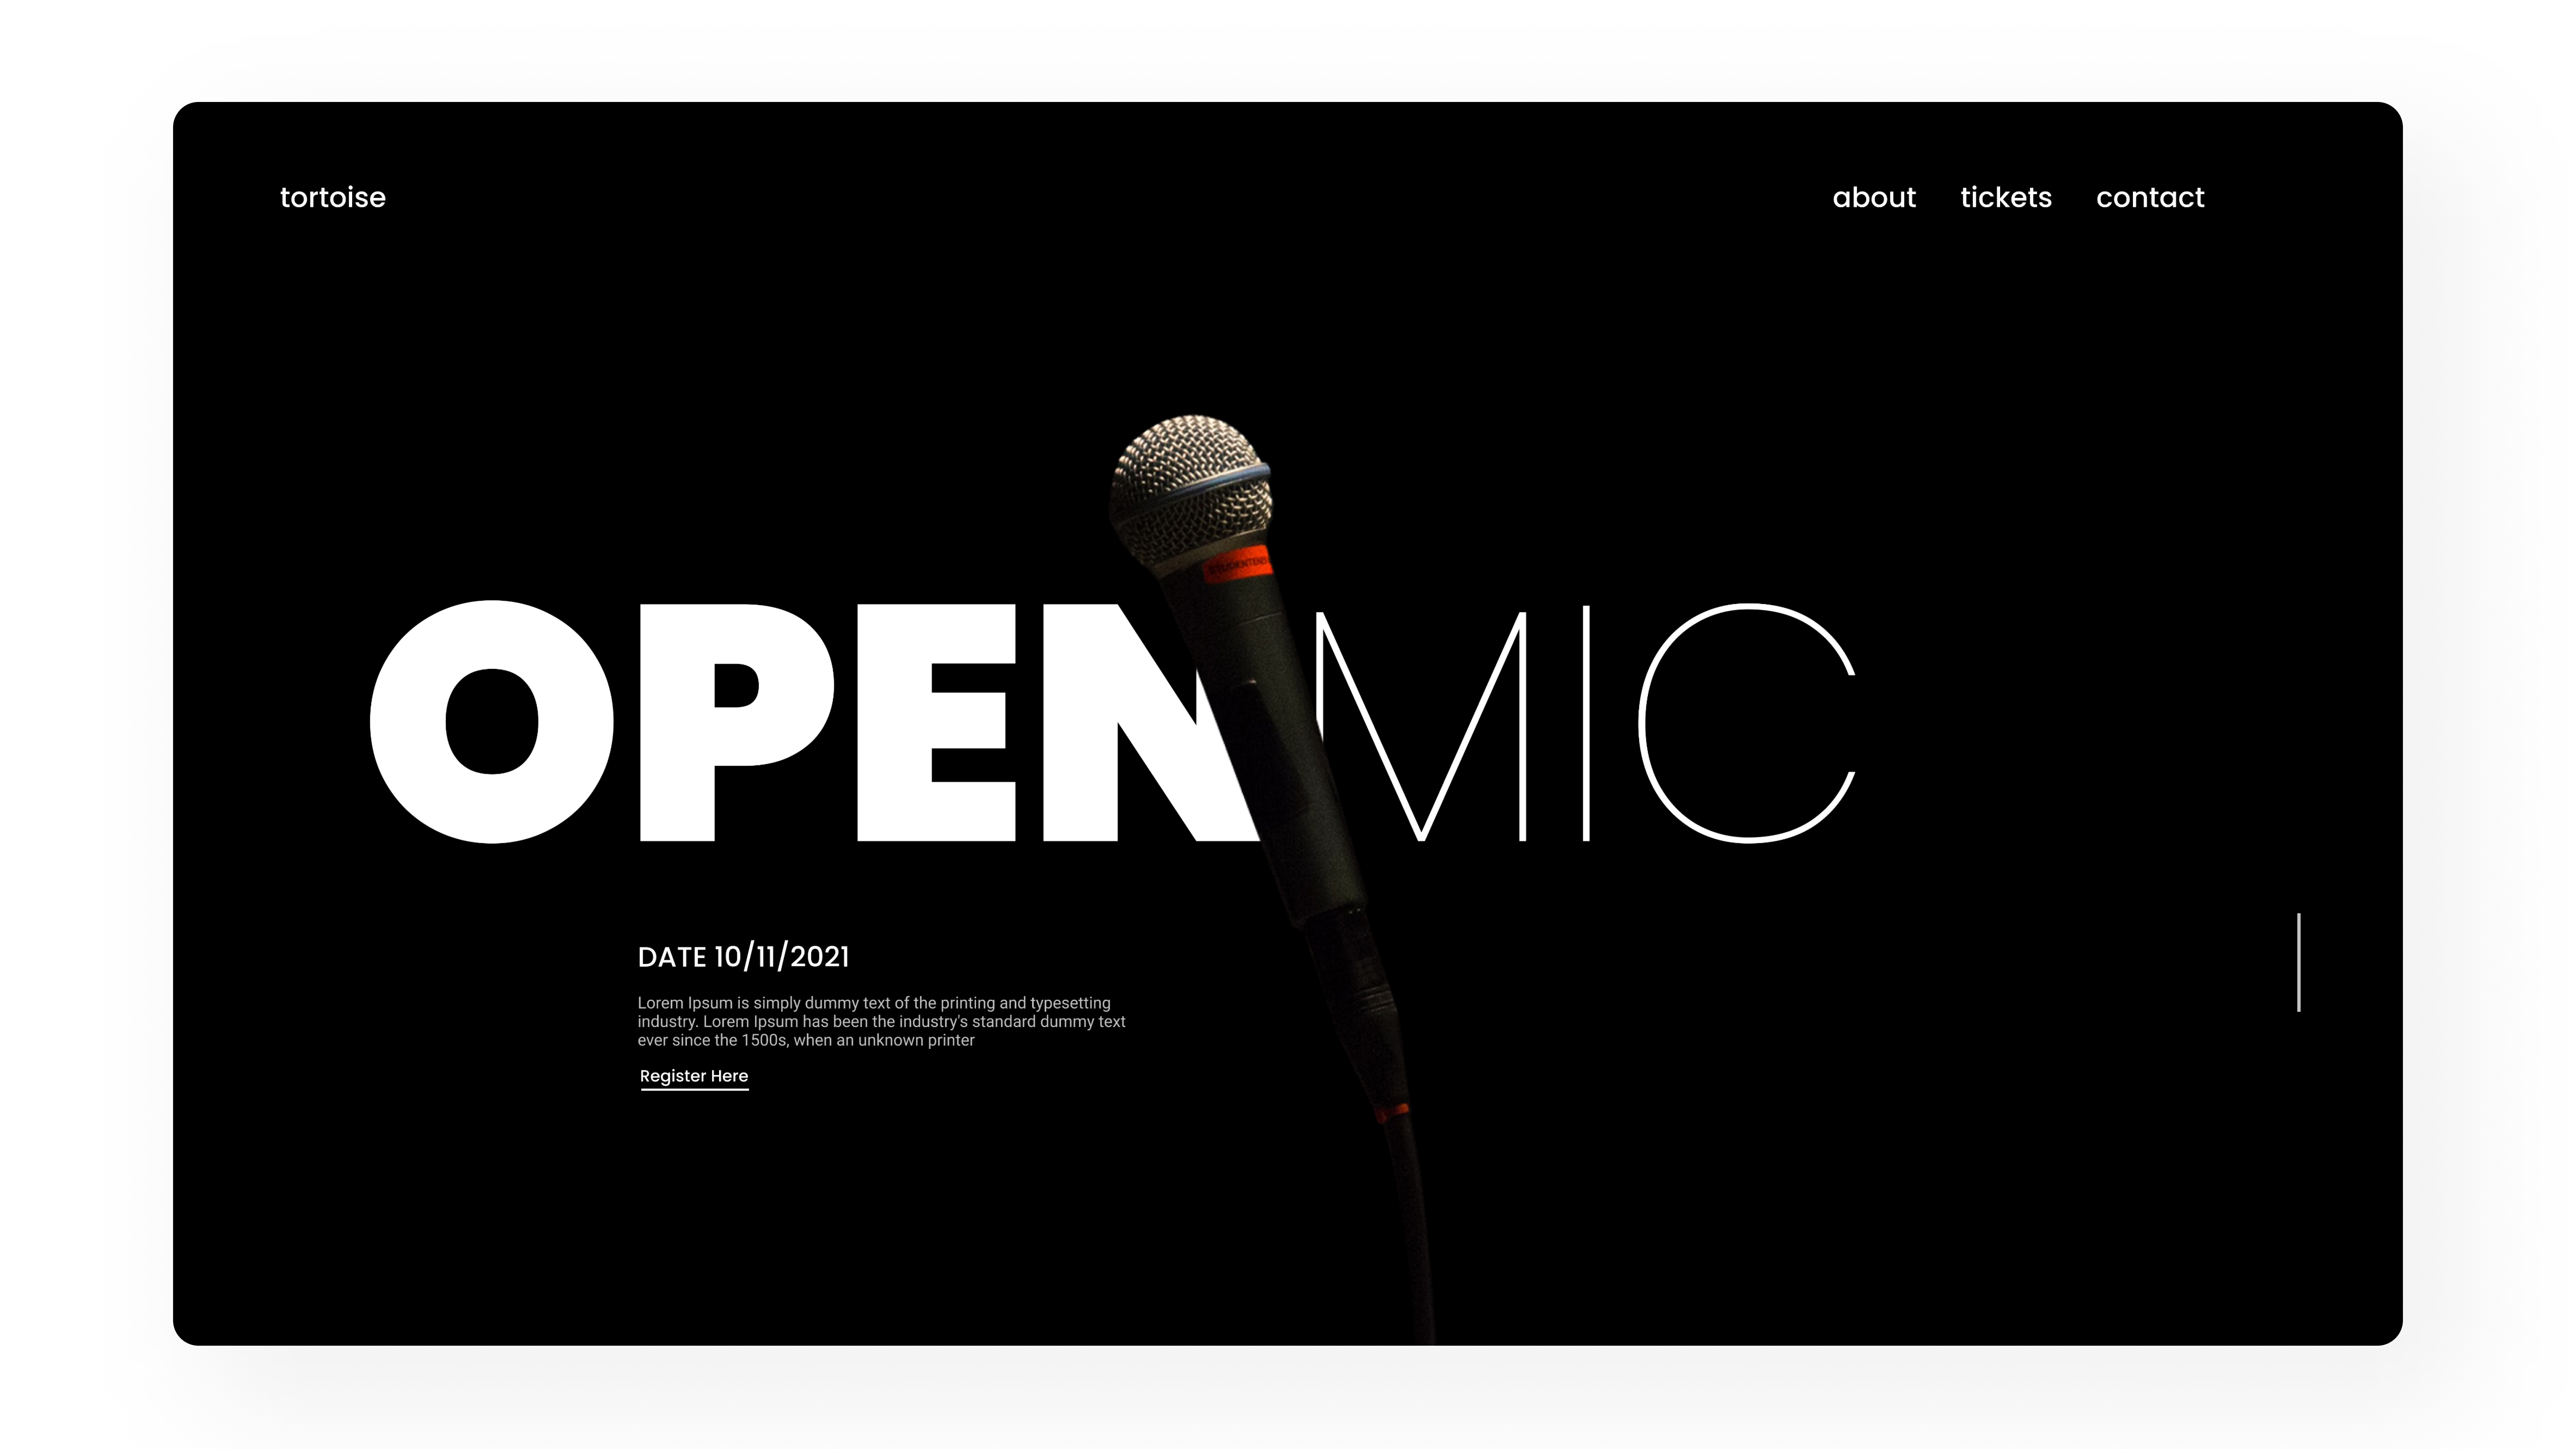 tortoise
about tickets contact
OPEN MIC
DATE 10/11/2021
Lorem Ipsum is simply dummy text of the printing and typesetting
industry. Lorem Ipsum has been the industry's standard dummy text
ever since the 1500s, when an unknown printer
Register Here